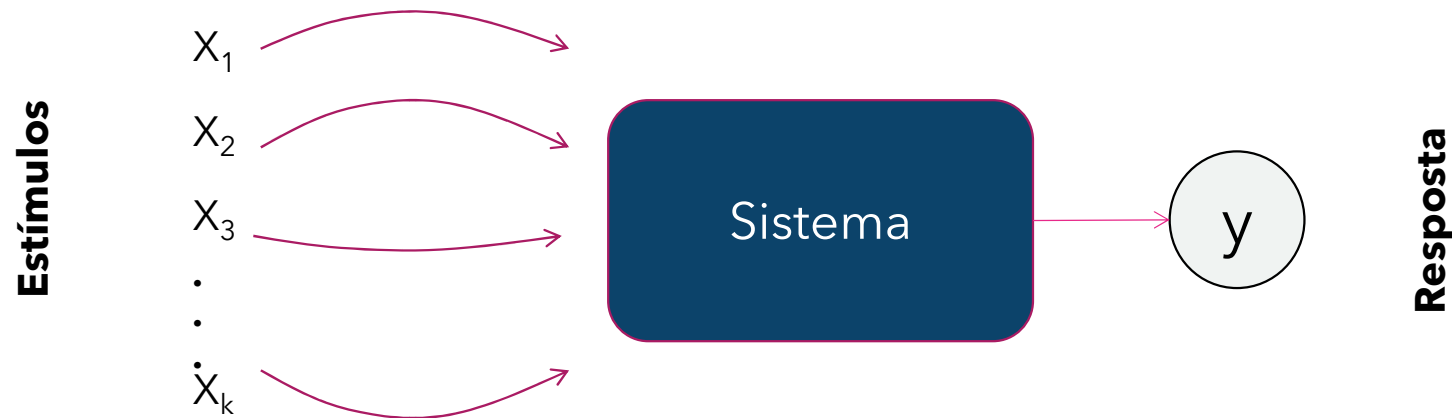 Estímulos
X₁
X₂
X₃
.
.
.
Xₖ
Sistema
y
Resposta